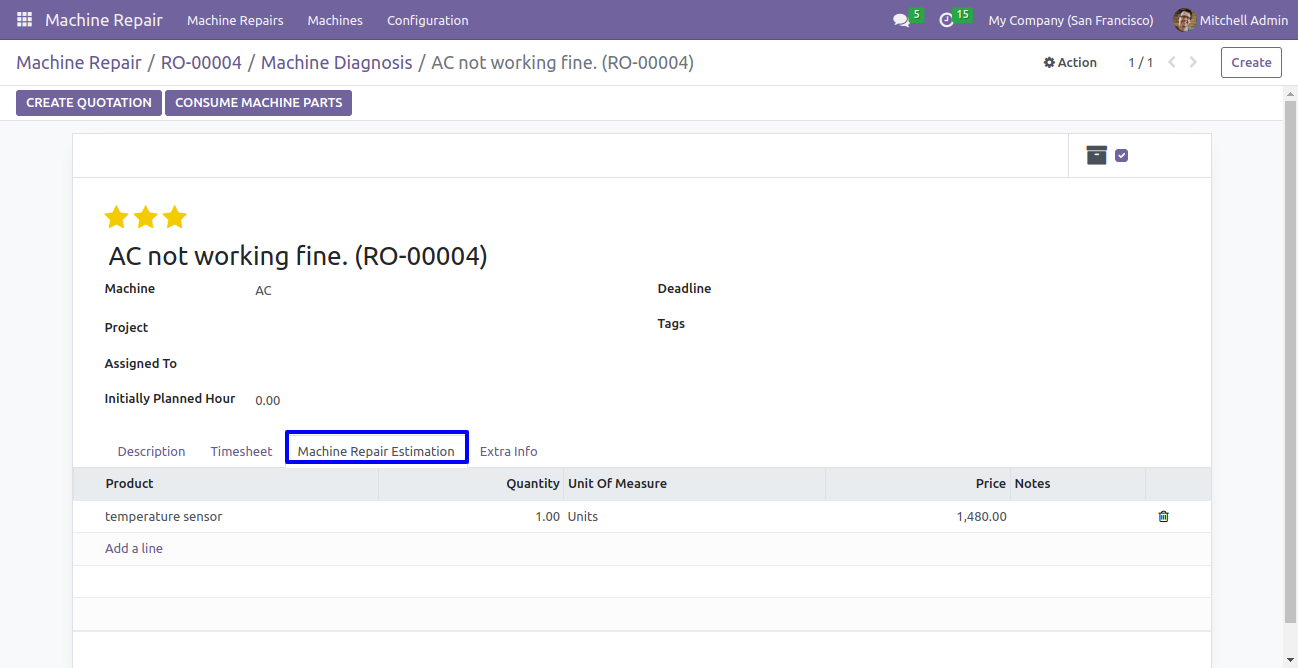 Machine Repair Machine Repairs Machines Configuration 5 15 My Company (San Francisco) Mitchell Admin
Machine Repair / RO-00004 / Machine Diagnosis / AC not working fine. (RO-00004) Action 1 / 1 Create
CREATE QUOTATION CONSUME MACHINE PARTS
AC not working fine. (RO-00004)
Machine AC Deadline
Project Tags
Assigned To
Initially Planned Hour 0.00
Description Timesheet Machine Repair Estimation Extra Info
Product Quantity Unit Of Measure Price Notes
temperature sensor 1.00 Units 1,480.00
Add a line